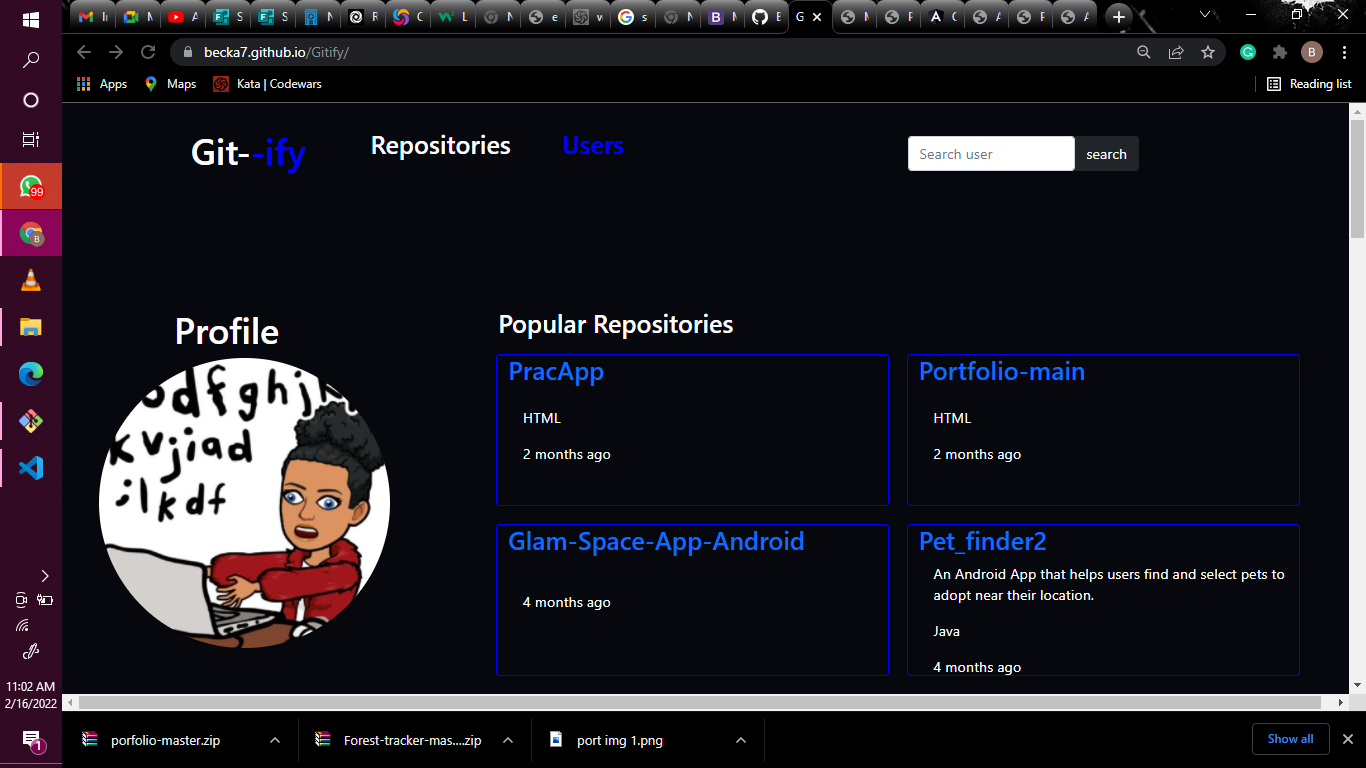 becka7.github.io/Gitify/
B
Apps
Maps
Kata | Codewars
Reading list
Git--ify
Repositories
Users
Search user
search
99
B
Profile
Popular Repositories
PracApp
HTML
2 months ago
Portfolio-main
HTML
2 months ago
Glam-Space-App-Android
4 months ago
Pet_finder2
An Android App that helps users find and select pets to
adopt near their location.
Java
4 months ago
11:02 AM
2/16/2022
1
porfolio-master.zip
Forest-tracker-mas....zip
port img 1.png
Show all